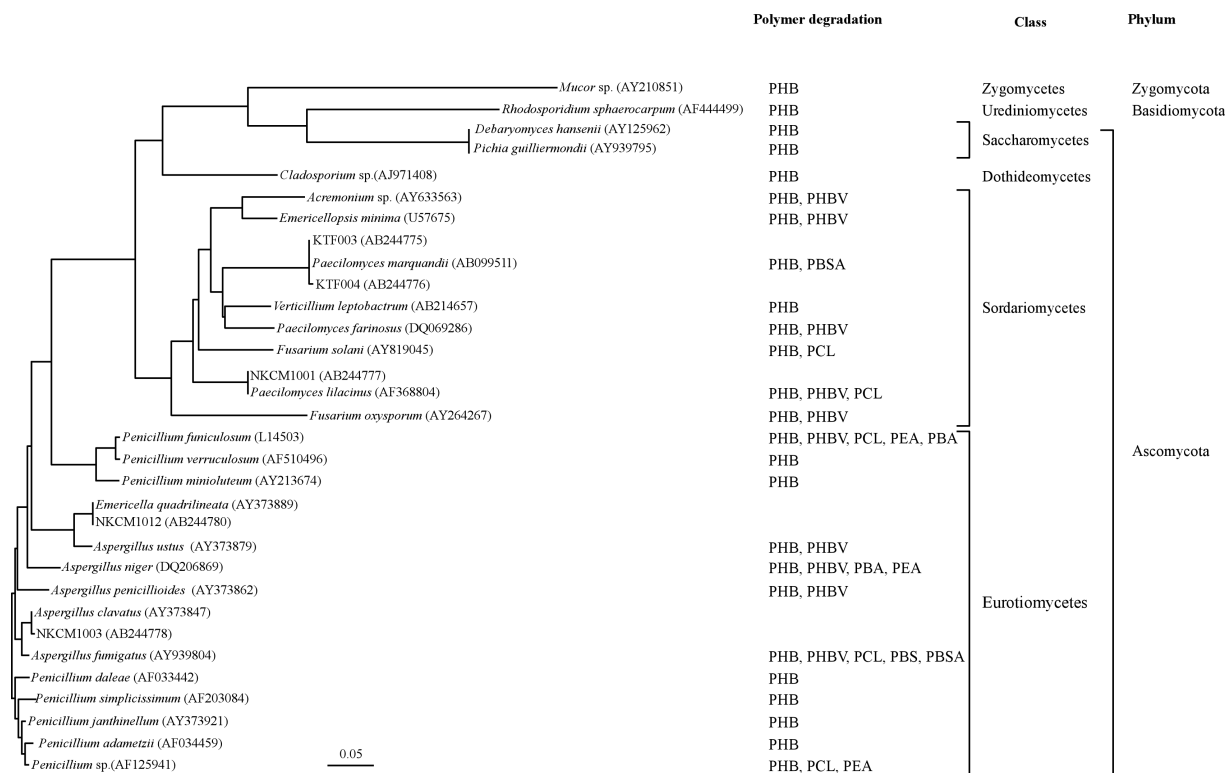 Polymer degradation Class Phylum
Mucor sp. (AY210851) PHB Zygomycetes Zygomycota
Rhodosporidium sphaerocarpum (AF444499) PHB Urediniomycetes Basidiomycota
Debaryomyces hansenii (AY125962) PHB
Saccharomycetes
Pichia guilliermondii (AY939795) PHB
Cladosporium sp.(AJ971408) PHB Dothideomycetes
Acremonium sp. (AY633563) PHB, PHBV
Emericellopsis minima (U57675) PHB, PHBV
KTF003 (AB244775)
Paecilomyces marquandii (AB099511) PHB, PBSA
KTF004 (AB244776)
Verticillium leptobactrum (AB214657) PHB Sordariomycetes
Paecilomyces farinosus (DQ069286) PHB, PHBV
Fusarium solani (AY819045) PHB, PCL
NKCM1001 (AB244777)
Paecilomyces lilacinus (AF368804) PHB, PHBV, PCL
Fusarium oxysporum (AY264267) PHB, PHBV
Penicillium funiculosum (L14503) PHB, PHBV, PCL, PEA, PBA
Ascomycota
Penicillium verruculosum (AF510496) PHB
Penicillium minioluteum (AY213674) PHB
Emericella quadrilineata (AY373889)
NKCM1012 (AB244780)
Aspergillus ustus (AY373879) PHB, PHBV
Aspergillus niger (DQ206869) PHB, PHBV, PBA, PEA
Aspergillus penicillioides (AY373862) PHB, PHBV
Eurotiomycetes
Aspergillus clavatus (AY373847)
NKCM1003 (AB244778)
Aspergillus fumigatus (AY939804) PHB, PHBV, PCL, PBS, PBSA
Penicillium daleae (AF033442) PHB
Penicillium simplicissimum (AF203084) PHB
Penicillium janthinellum (AY373921) PHB
Penicillium adametzii (AF034459) PHB
Penicillium sp.(AF125941) PHB, PCL, PEA
0.05